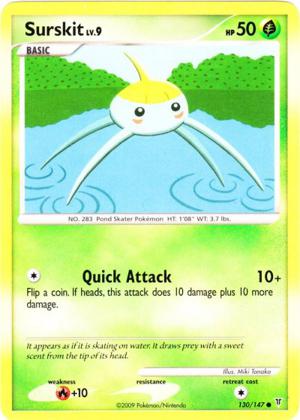 Surskit LV.9
HP 50
BASIC
NO. 283 Pond Skater Pokémon HT: 1'08" WT: 3.7 lbs.
Quick Attack 10+
Flip a coin. If heads, this attack does 10 damage plus 10 more
damage.
It appears as if it is skating on water. It draws prey with a sweet
scent from the tip of its head.
Illus. Miki Tanaka
weakness resistance retreat cost
+10
©2009 Pokémon/Nintendo 130/147